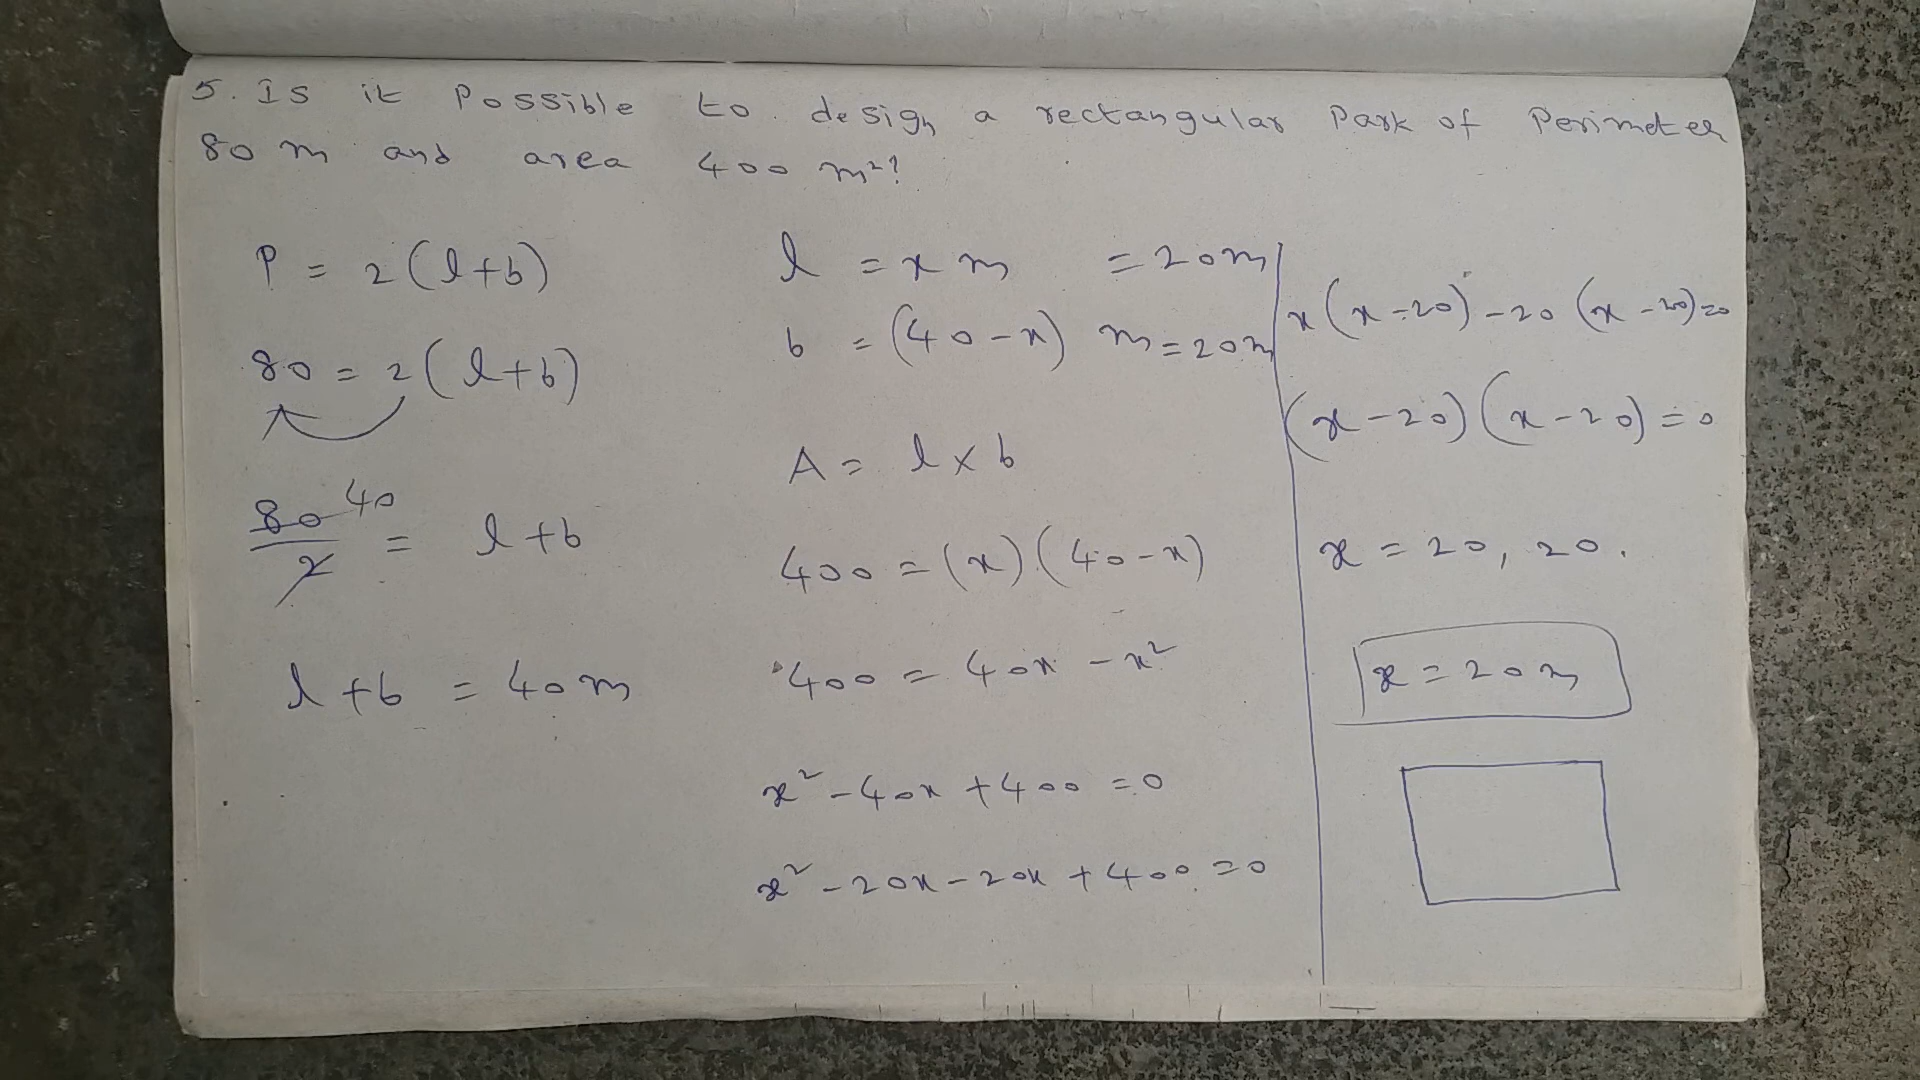 5. Is it possible to design a rectangular Park of Perimeter
80 m and area 400 m²?
P = 2(l+b)
80 = 2(l+b)
80/2 40 = l+b
l+b = 40m
l = x m = 20m
b = (40-x) m = 20m
A = l×b
400 = (x)(40-x)
400 = 40x - x²
x² - 40x + 400 = 0
x² - 20x - 20x + 400 = 0
x(x-20) - 20(x-20) = 0
(x-20)(x-20) = 0
x = 20, 20.
x = 20m